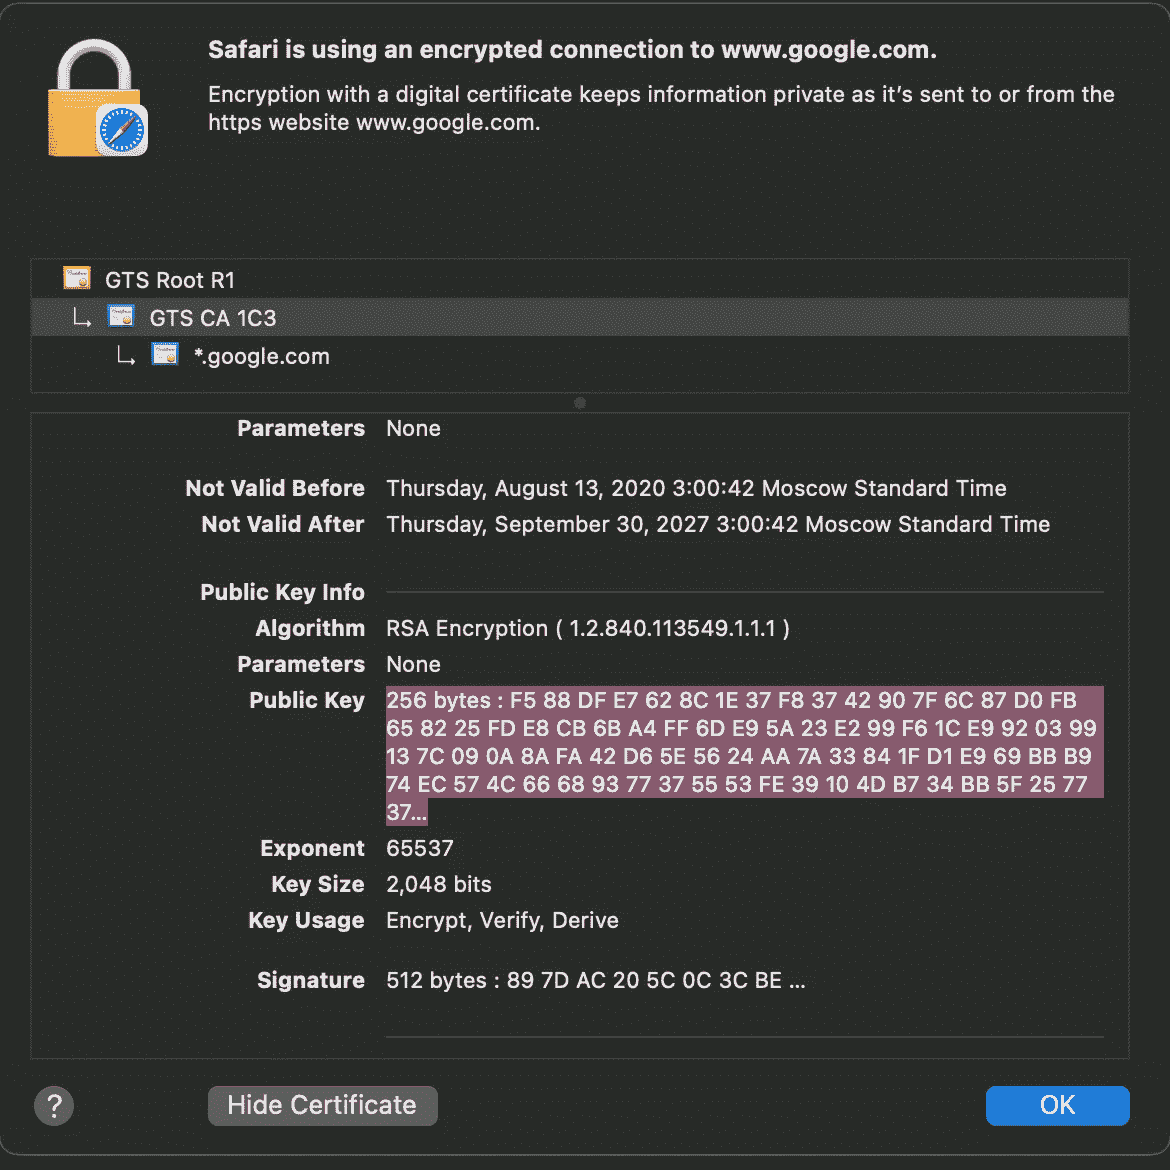 Safari is using an encrypted connection to www.google.com.
Encryption with a digital certificate keeps information private as it’s sent to or from the
https website www.google.com.
GTS Root R1
GTS CA 1C3
*.google.com
Parameters None
Not Valid Before Thursday, August 13, 2020 3:00:42 Moscow Standard Time
Not Valid After Thursday, September 30, 2027 3:00:42 Moscow Standard Time
Public Key Info
Algorithm RSA Encryption ( 1.2.840.113549.1.1.1 )
Parameters None
Public Key 256 bytes : F5 88 DF E7 62 8C 1E 37 F8 37 42 90 7F 6C 87 D0 FB
65 82 25 FD E8 CB 6B A4 FF 6D E9 5A 23 E2 99 F6 1C E9 92 03 99
13 7C 09 0A 8A FA 42 D6 5E 56 24 AA 7A 33 84 1F D1 E9 69 BB B9
74 EC 57 4C 66 68 93 77 37 55 53 FE 39 10 4D B7 34 BB 5F 25 77
37...
Exponent 65537
Key Size 2,048 bits
Key Usage Encrypt, Verify, Derive
Signature 512 bytes : 89 7D AC 20 5C 0C 3C BE ...
? Hide Certificate OK